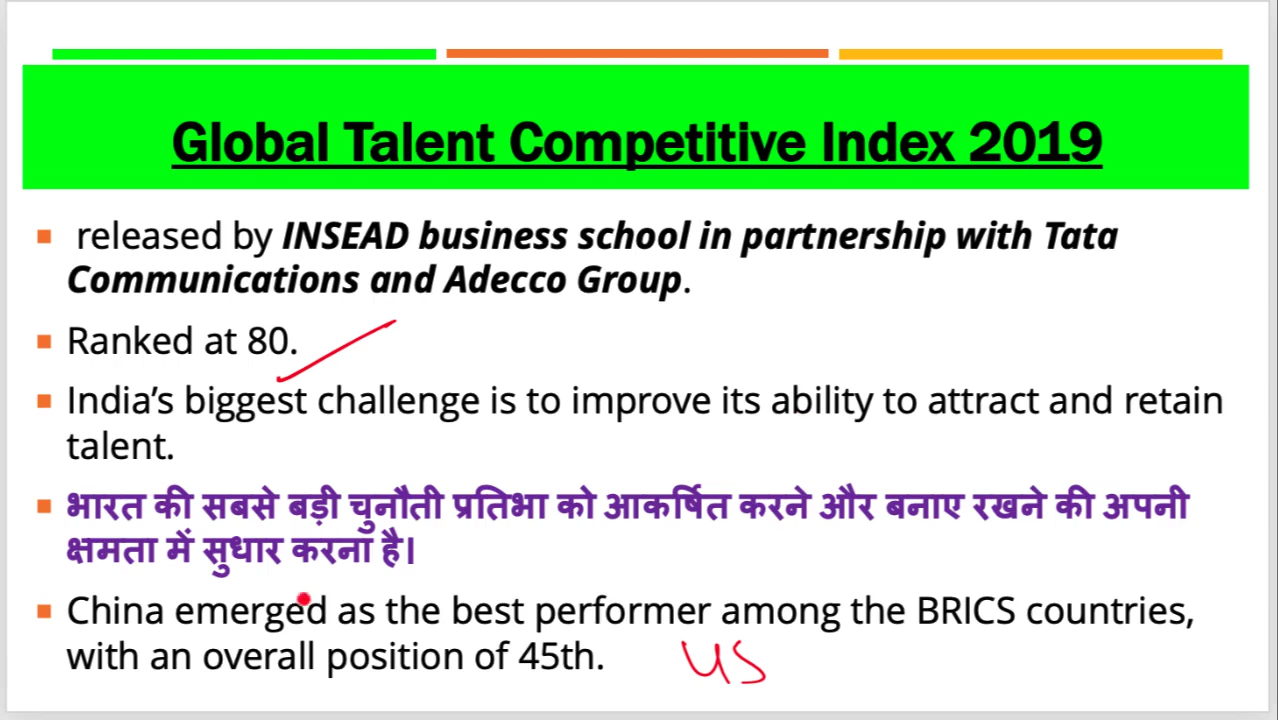 Global Talent Competitive Index 2019
released by INSEAD business school in partnership with Tata
Communications and Adecco Group.
Ranked at 80.
India’s biggest challenge is to improve its ability to attract and retain
talent.
भारत की सबसे बड़ी चुनौती प्रतिभा को आकर्षित करने और बनाए रखने की अपनी
क्षमता में सुधार करना है।
China emerged as the best performer among the BRICS countries,
with an overall position of 45th. 45